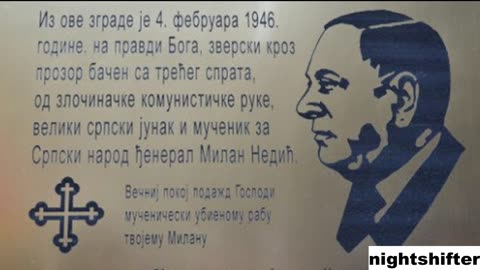 Из ове зграде је 4. фебруара 1946.
године, на правди Бога, зверски кроз
прозор бачен са трећег спрата,
од злочиначке комунистичке руке,
велики српски јунак и мученик за
Српски народ ђенерал Милан Недић.
Вечниј покој подажд Господи
мученически убиеному рабу
твојему Милану
nightshifter